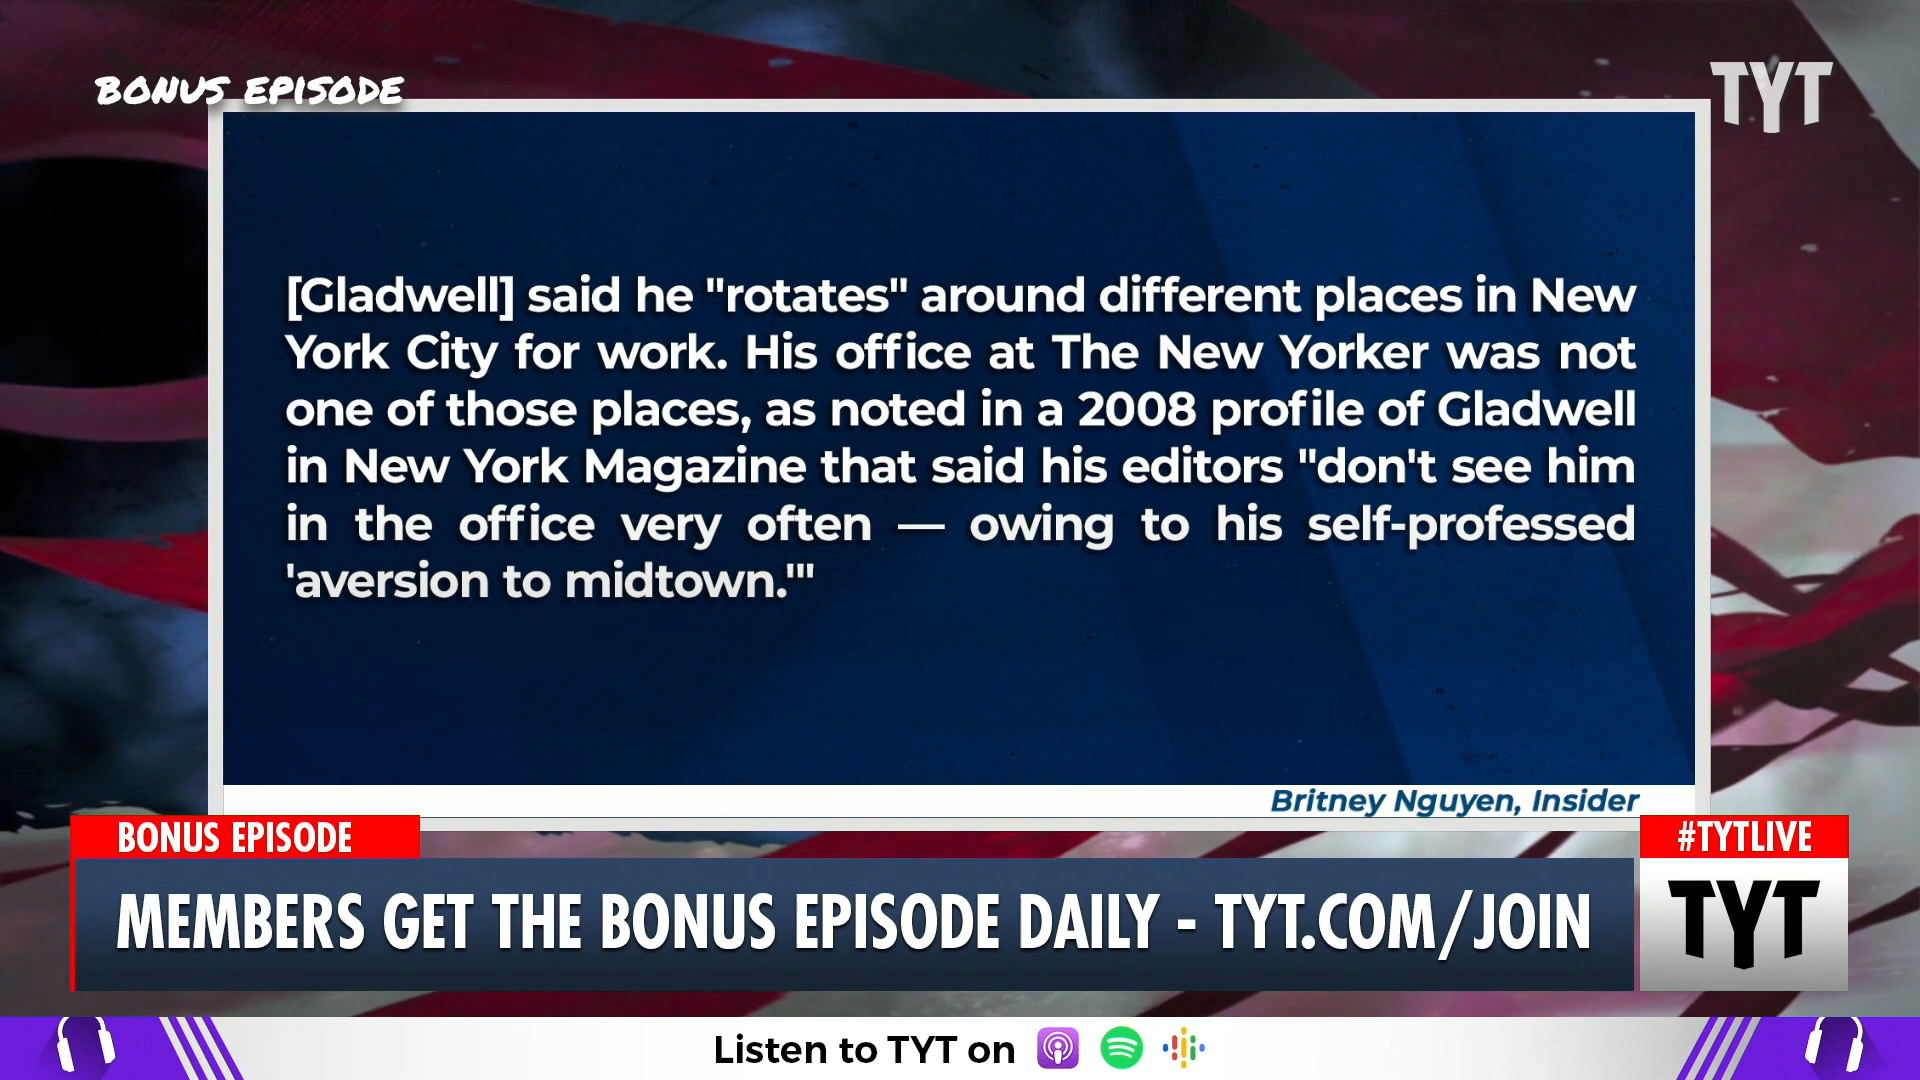 BONUS EPISODE
TYT
[Gladwell] said he "rotates" around different places in New
York City for work. His office at The New Yorker was not
one of those places, as noted in a 2008 profile of Gladwell
in New York Magazine that said his editors "don't see him
in the office very often — owing to his self-professed
'aversion to midtown.'"
Britney Nguyen, Insider
BONUS EPISODE
#TYTLIVE
MEMBERS GET THE BONUS EPISODE DAILY - TYT.COM/JOIN
TYT
Listen to TYT on